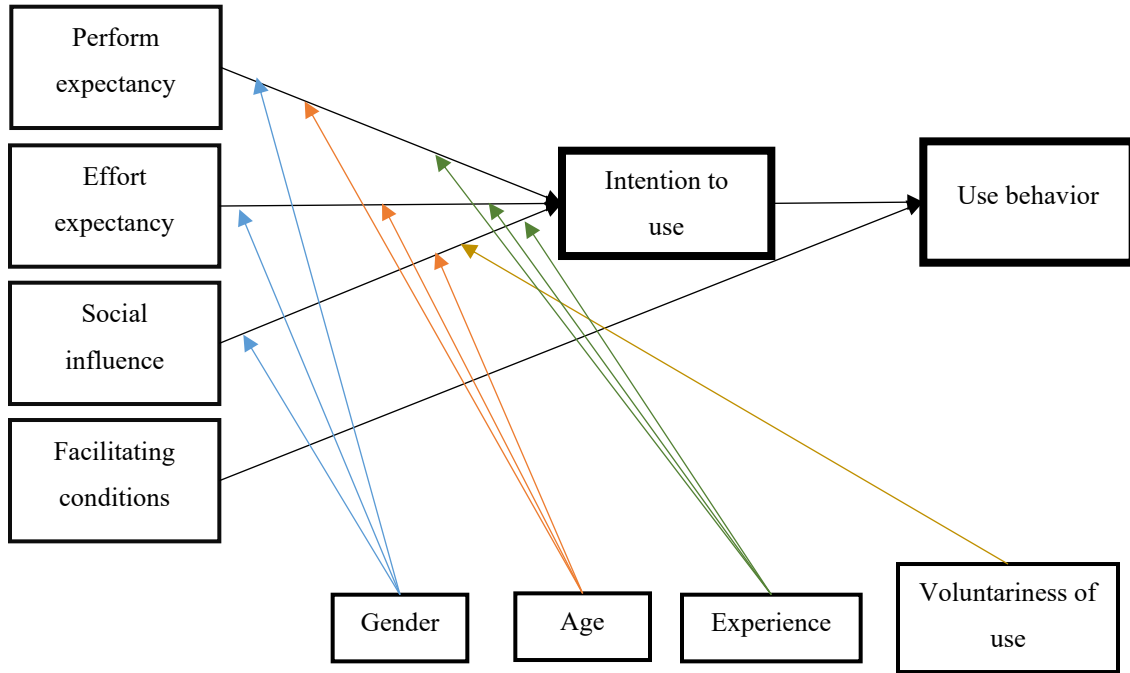 Perform
expectancy
Effort
expectancy
Social
influence
Facilitating
conditions
Intention to
use
Use behavior
Gender
Age
Experience
Voluntariness of
use